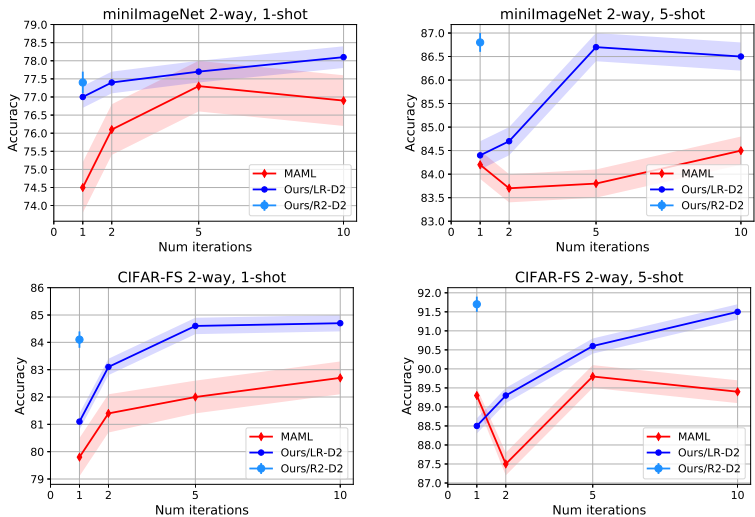 miniImageNet 2-way, 1-shot
79.0
78.5
78.0
77.5
77.0
76.5
76.0
75.5
75.0
74.5
74.0
Accuracy
0 1 2 5 10
Num iterations
MAML
Ours/LR-D2
Ours/R2-D2
miniImageNet 2-way, 5-shot
87.0
86.5
86.0
85.5
85.0
84.5
84.0
83.5
83.0
Accuracy
0 1 2 5 10
Num iterations
MAML
Ours/LR-D2
Ours/R2-D2
CIFAR-FS 2-way, 1-shot
86
85
84
83
82
81
80
79
Accuracy
0 1 2 5 10
Num iterations
MAML
Ours/LR-D2
Ours/R2-D2
CIFAR-FS 2-way, 5-shot
92.0
91.5
91.0
90.5
90.0
89.5
89.0
88.5
88.0
87.5
87.0
Accuracy
0 1 2 5 10
Num iterations
MAML
Ours/LR-D2
Ours/R2-D2